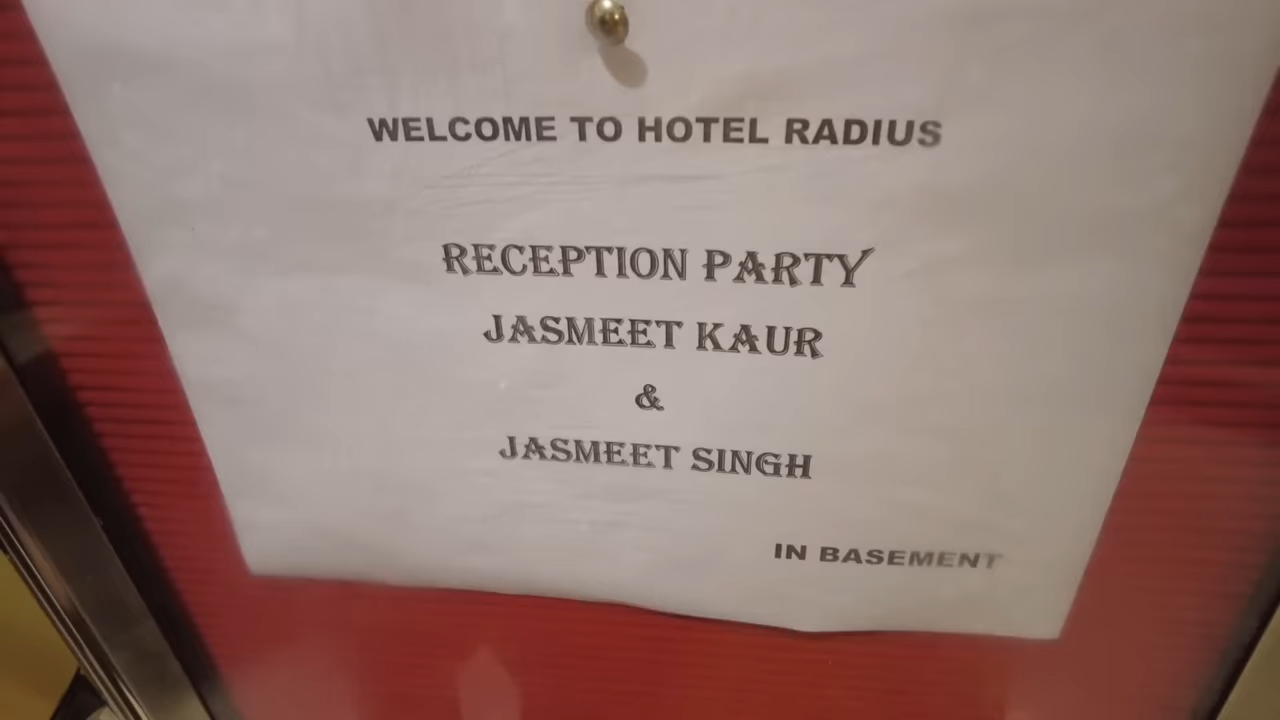 WELCOME TO HOTEL RADIUS
RECEPTION PARTY
JASMEET KAUR
&
JASMEET SINGH
IN BASEMENT